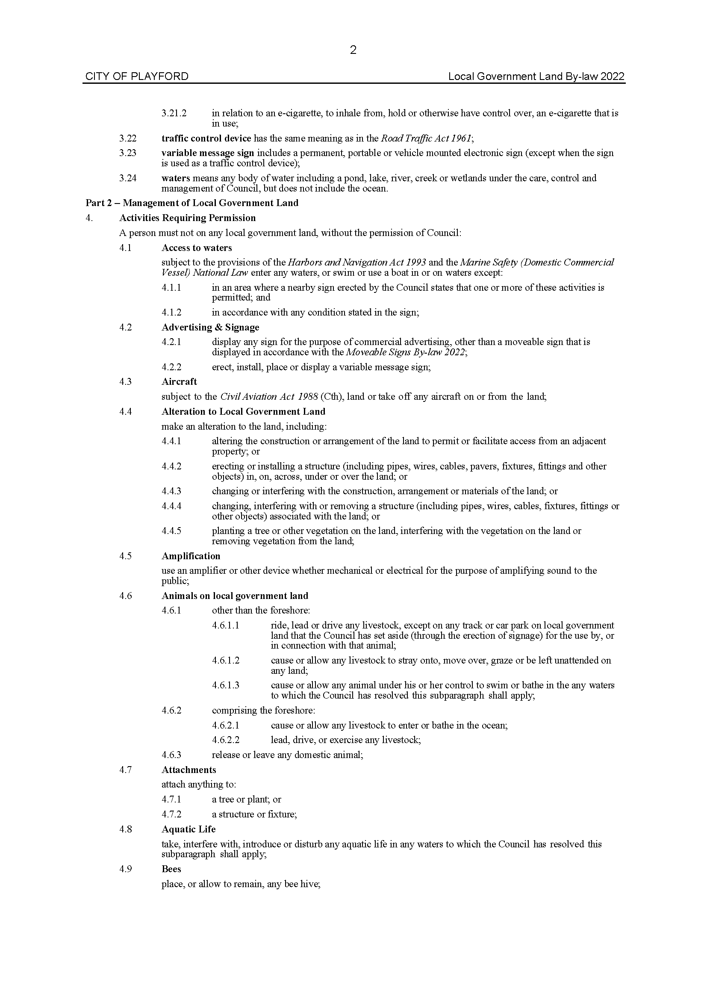 2
CITY OF PLAYFORD Local Government Land By-law 2022
3.21.2 in relation to an e-cigarette, to inhale from, hold or otherwise have control over, an e-cigarette that is
in use;
3.22 traffic control device has the same meaning as in the Road Traffic Act 1961;
3.23 variable message sign includes a permanent, portable or vehicle mounted electronic sign (except when the sign
is used as a traffic control device);
3.24 waters means any body of water including a pond, lake, river, creek or wetlands under the care, control and
management of Council, but does not include the ocean.
Part 2 – Management of Local Government Land
4. Activities Requiring Permission
A person must not on any local government land, without the permission of Council:
4.1 Access to waters
subject to the provisions of the Harbors and Navigation Act 1993 and the Marine Safety (Domestic Commercial
Vessel) National Law enter any waters, or swim or use a boat in or on waters except:
4.1.1 in an area where a nearby sign erected by the Council states that one or more of these activities is
permitted; and
4.1.2 in accordance with any condition stated in the sign;
4.2 Advertising & Signage
4.2.1 display any sign for the purpose of commercial advertising, other than a moveable sign that is
displayed in accordance with the Moveable Signs By-law 2022;
4.2.2 erect, install, place or display a variable message sign;
4.3 Aircraft
subject to the Civil Aviation Act 1988 (Cth), land or take off any aircraft on or from the land;
4.4 Alteration to Local Government Land
make an alteration to the land, including:
4.4.1 altering the construction or arrangement of the land to permit or facilitate access from an adjacent
property; or
4.4.2 erecting or installing a structure (including pipes, wires, cables, pavers, fixtures, fittings and other
objects) in, on, across, under or over the land; or
4.4.3 changing or interfering with the construction, arrangement or materials of the land; or
4.4.4 changing, interfering with or removing a structure (including pipes, wires, cables, fixtures, fittings or
other objects) associated with the land; or
4.4.5 planting a tree or other vegetation on the land, interfering with the vegetation on the land or
removing vegetation from the land;
4.5 Amplification
use an amplifier or other device whether mechanical or electrical for the purpose of amplifying sound to the
public;
4.6 Animals on local government land
4.6.1 other than the foreshore:
4.6.1.1 ride, lead or drive any livestock, except on any track or car park on local government
land that the Council has set aside (through the erection of signage) for the use by, or
in connection with that animal;
4.6.1.2 cause or allow any livestock to stray onto, move over, graze or be left unattended on
any land;
4.6.1.3 cause or allow any animal under his or her control to swim or bathe in the any waters
to which the Council has resolved this subparagraph shall apply;
4.6.2 comprising the foreshore:
4.6.2.1 cause or allow any livestock to enter or bathe in the ocean;
4.6.2.2 lead, drive, or exercise any livestock;
4.6.3 release or leave any domestic animal;
4.7 Attachments
attach anything to:
4.7.1 a tree or plant; or
4.7.2 a structure or fixture;
4.8 Aquatic Life
take, interfere with, introduce or disturb any aquatic life in any waters to which the Council has resolved this
subparagraph shall apply;
4.9 Bees
place, or allow to remain, any bee hive;